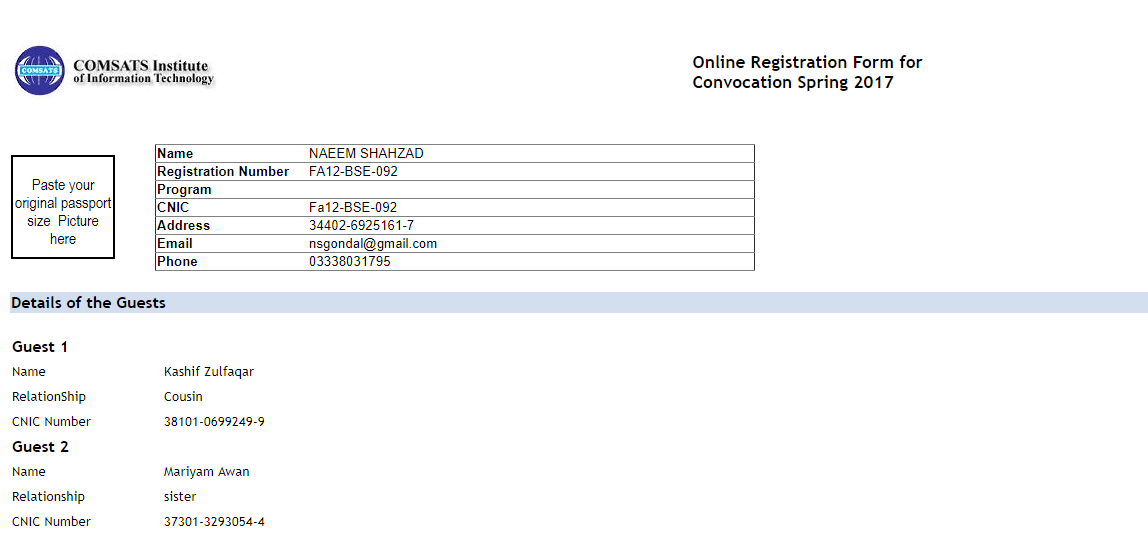 COMSATS
COMSATS Institute
of Information Technology
Online Registration Form for
Convocation Spring 2017
Paste your
original passport
size Picture
here
Name NAEEM SHAHZAD
Registration Number FA12-BSE-092
Program
CNIC Fa12-BSE-092
Address 34402-6925161-7
Email nsgondal@gmail.com
Phone 03338031795
Details of the Guests
Guest 1
Name Kashif Zulfaqar
RelationShip Cousin
CNIC Number 38101-0699249-9
Guest 2
Name Mariyam Awan
Relationship sister
CNIC Number 37301-3293054-4